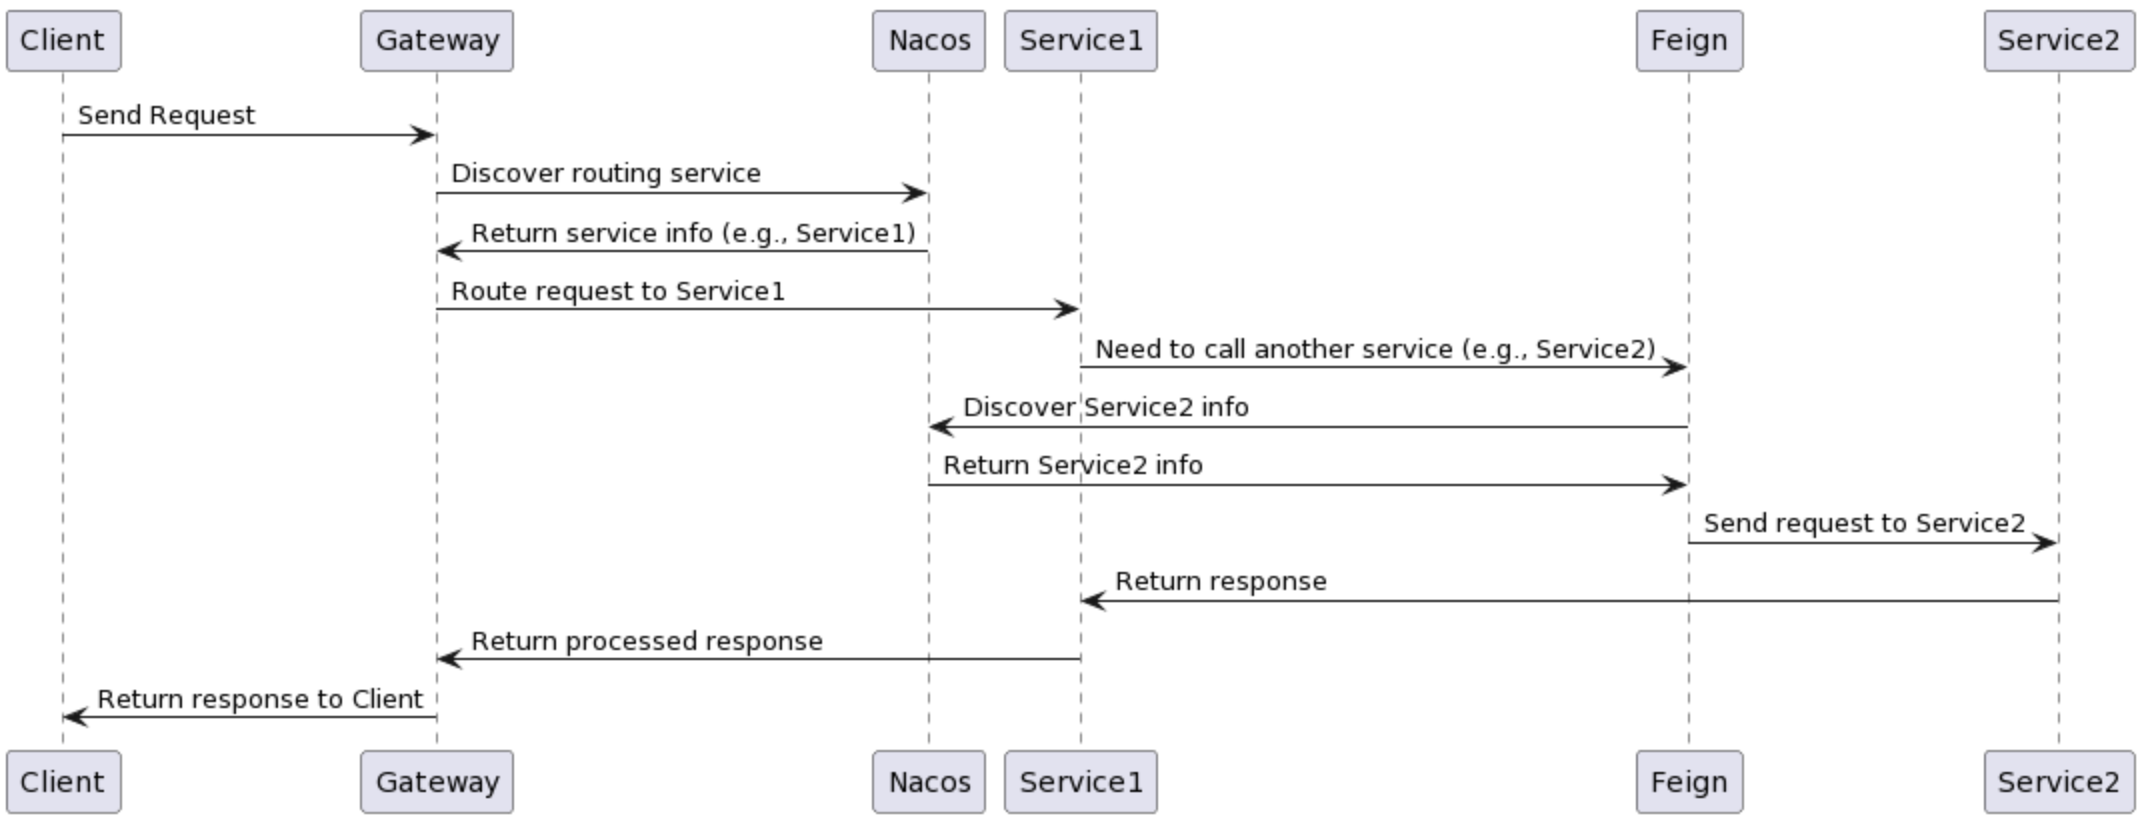 Client
Gateway
Nacos
Service1
Feign
Service2
Send Request
Discover routing service
Return service info (e.g., Service1)
Route request to Service1
Need to call another service (e.g., Service2)
Discover Service2 info
Return Service2 info
Send request to Service2
Return response
Return processed response
Return response to Client
Client
Gateway
Nacos
Service1
Feign
Service2